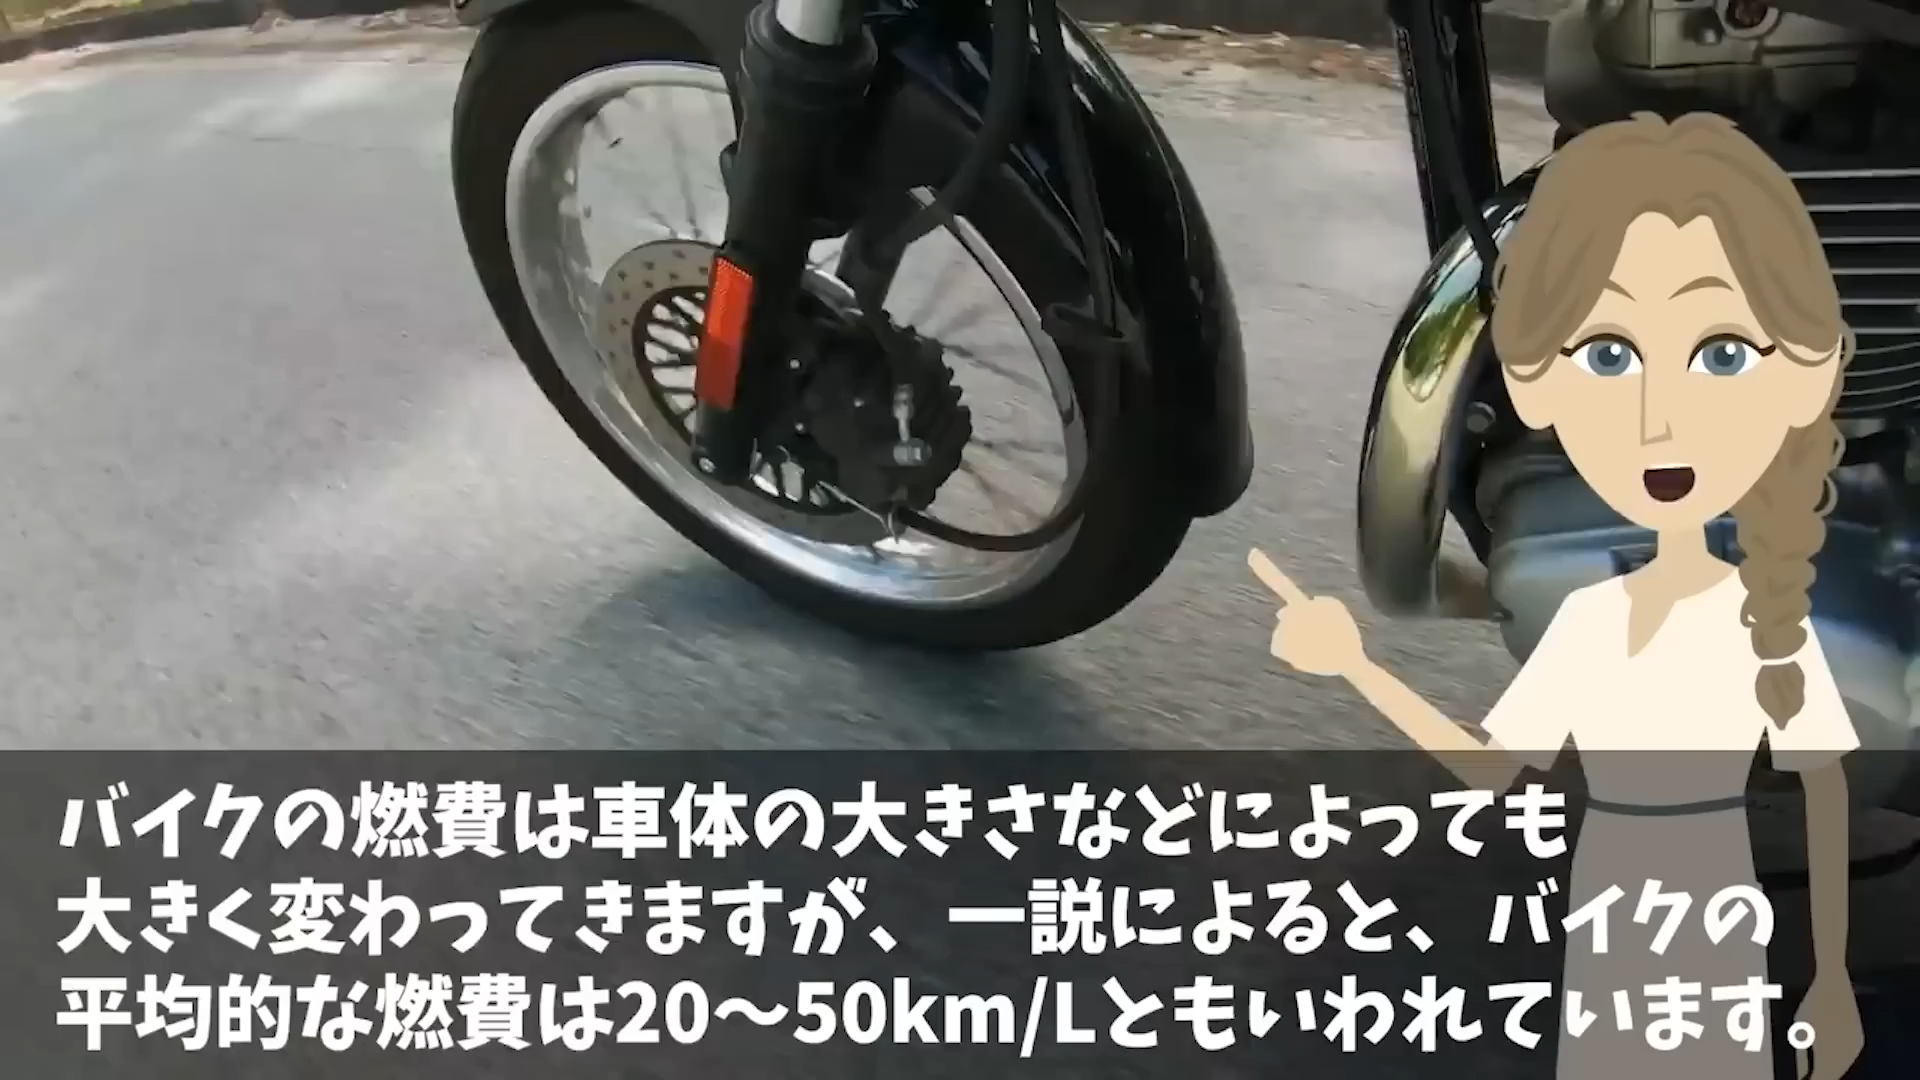 バイクの燃費は車体の大きさなどによっても
大きく変わってきますが、一説によると、バイクの
平均的な燃費は20～50km/Lともいわれています。